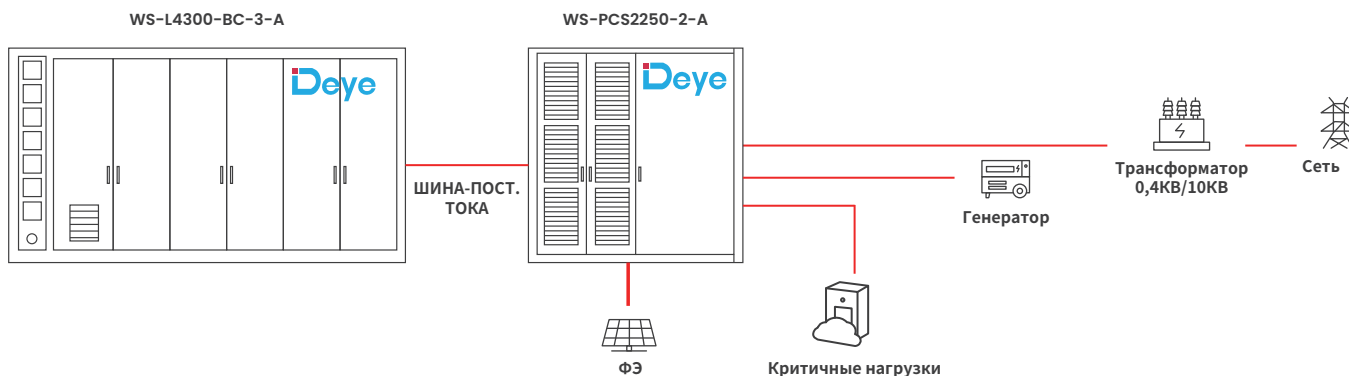 WS-L4300-BC-3-A
WS-PCS2250-2-A
Deye
Deye
ШИНА-ПОСТ.
ТОКА
Трансформатор
0,4КВ/10КВ
Сеть
Генератор
ФЭ
Критичные нагрузки